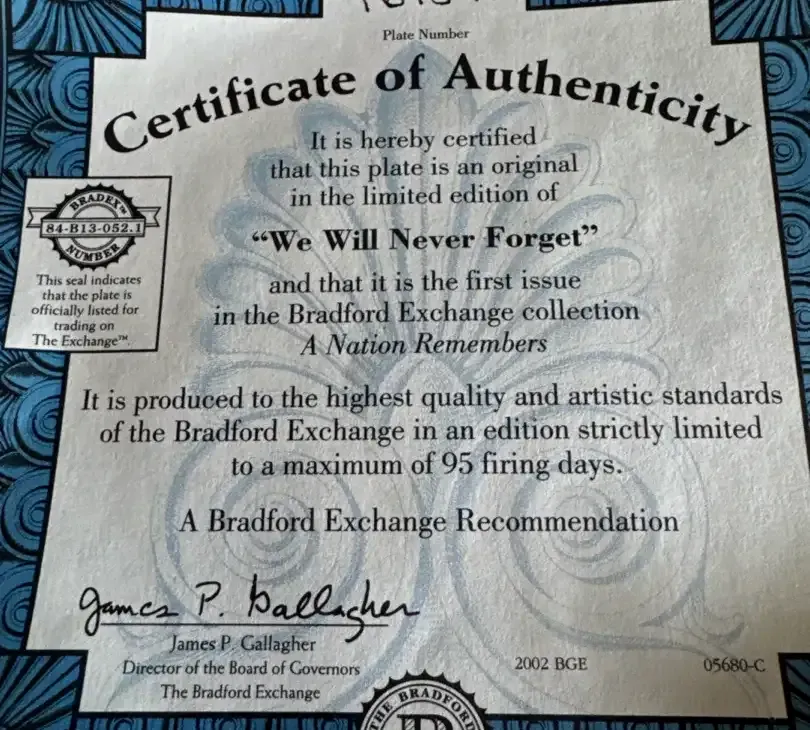 Plate Number
Certificate of Authenticity
It is hereby certified
that this plate is an original
in the limited edition of
“We Will Never Forget”
and that it is the first issue
in the Bradford Exchange collection
A Nation Remembers
BRADEX™
84-B13-052.1
NUMBER
This seal indicates
that the plate is
officially listed for
trading on
The Exchange™.
It is produced to the highest quality and artistic standards
of the Bradford Exchange in an edition strictly limited
to a maximum of 95 firing days.
A Bradford Exchange Recommendation
James P. Gallagher
James P. Gallagher
Director of the Board of Governors
The Bradford Exchange
2002 BGE
05680-C
THE BRADFORD